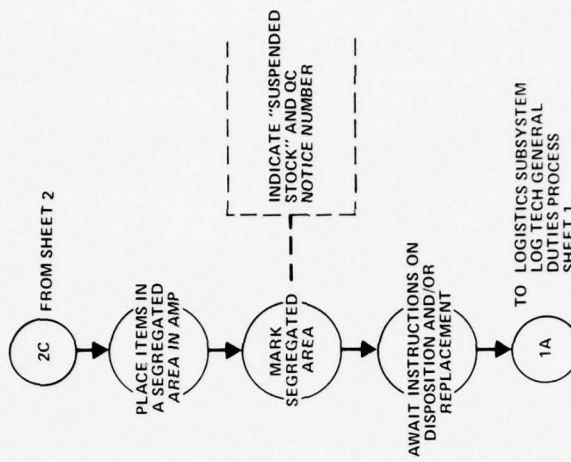 2C
FROM SHEET 2
PLACE ITEMS IN
A SEGREGATED
AREA IN AMP
MARK
SEGREGATED
AREA
INDICATE "SUSPENDED
STOCK" AND QC
NOTICE NUMBER
AWAIT INSTRUCTIONS ON
DISPOSITION AND/OR
REPLACEMENT
1A
TO LOGISTICS SUBSYSTEM
LOG TECH GENERAL
DUTIES PROCESS
SHEET 1